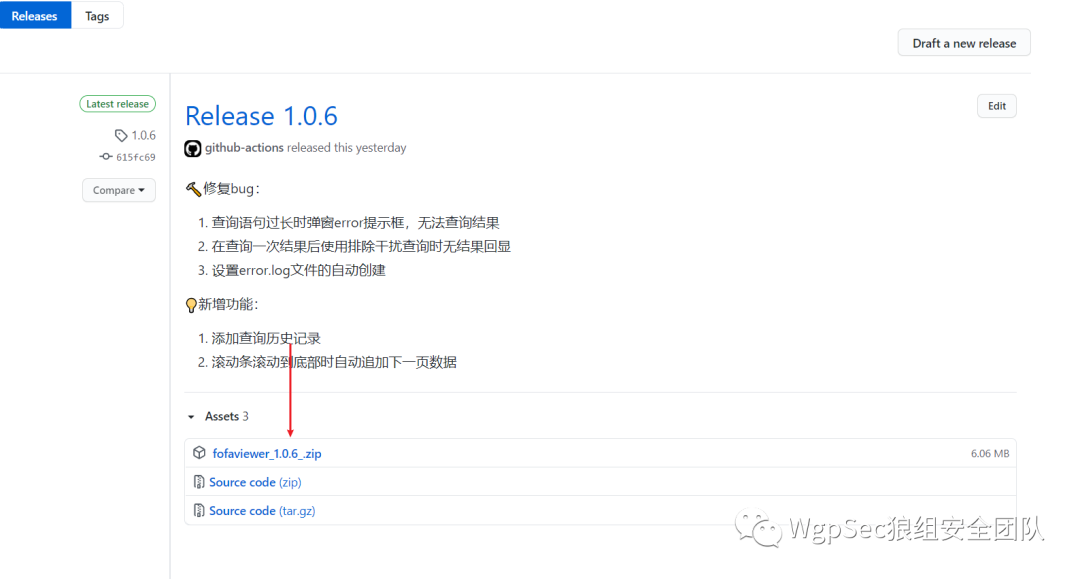 Releases Tags
Draft a new release
Latest release
1.0.6
615fc69
Compare
Release 1.0.6
Edit
github-actions released this yesterday
修复bug：
1. 查询语句过长时弹窗error提示框，无法查询结果
2. 在查询一次结果后使用排除干扰查询时无结果回显
3. 设置error.log文件的自动创建
新增功能：
1. 添加查询历史记录
2. 滚动条滚动到底部时自动追加下一页数据
Assets 3
fofaviewer_1.0.6_.zip 6.06 MB
Source code (zip)
Source code (tar.gz)
WgpSec狼组安全团队